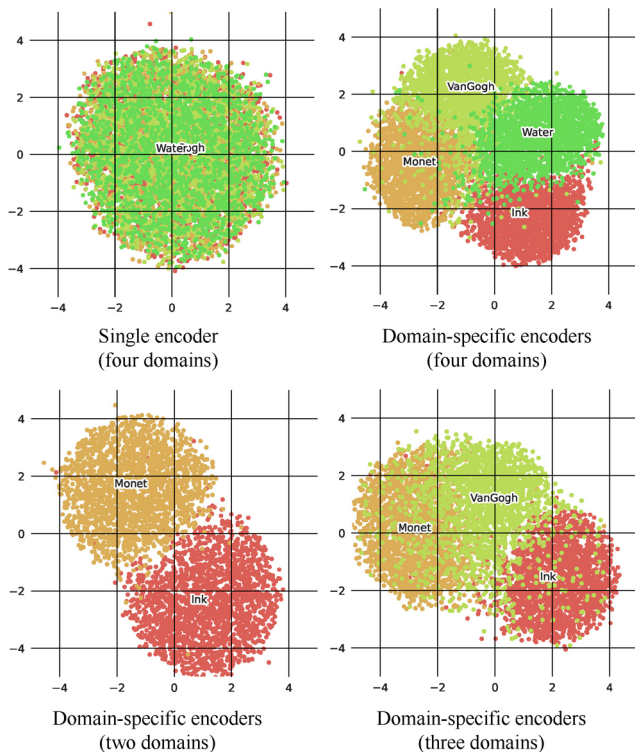 4
2
0
−2
−4
−4 −2 0 2 4
Single encoder
(four domains)
4
2
0
−2
−4
VanGogh
Water
Monet
Ink
−4 −2 0 2 4
Domain-specific encoders
(four domains)
4
2
0
−2
−4
Monet
Ink
−4 −2 0 2 4
Domain-specific encoders
(two domains)
4
2
0
−2
−4
VanGogh
Monet
Ink
−4 −2 0 2 4
Domain-specific encoders
(three domains)